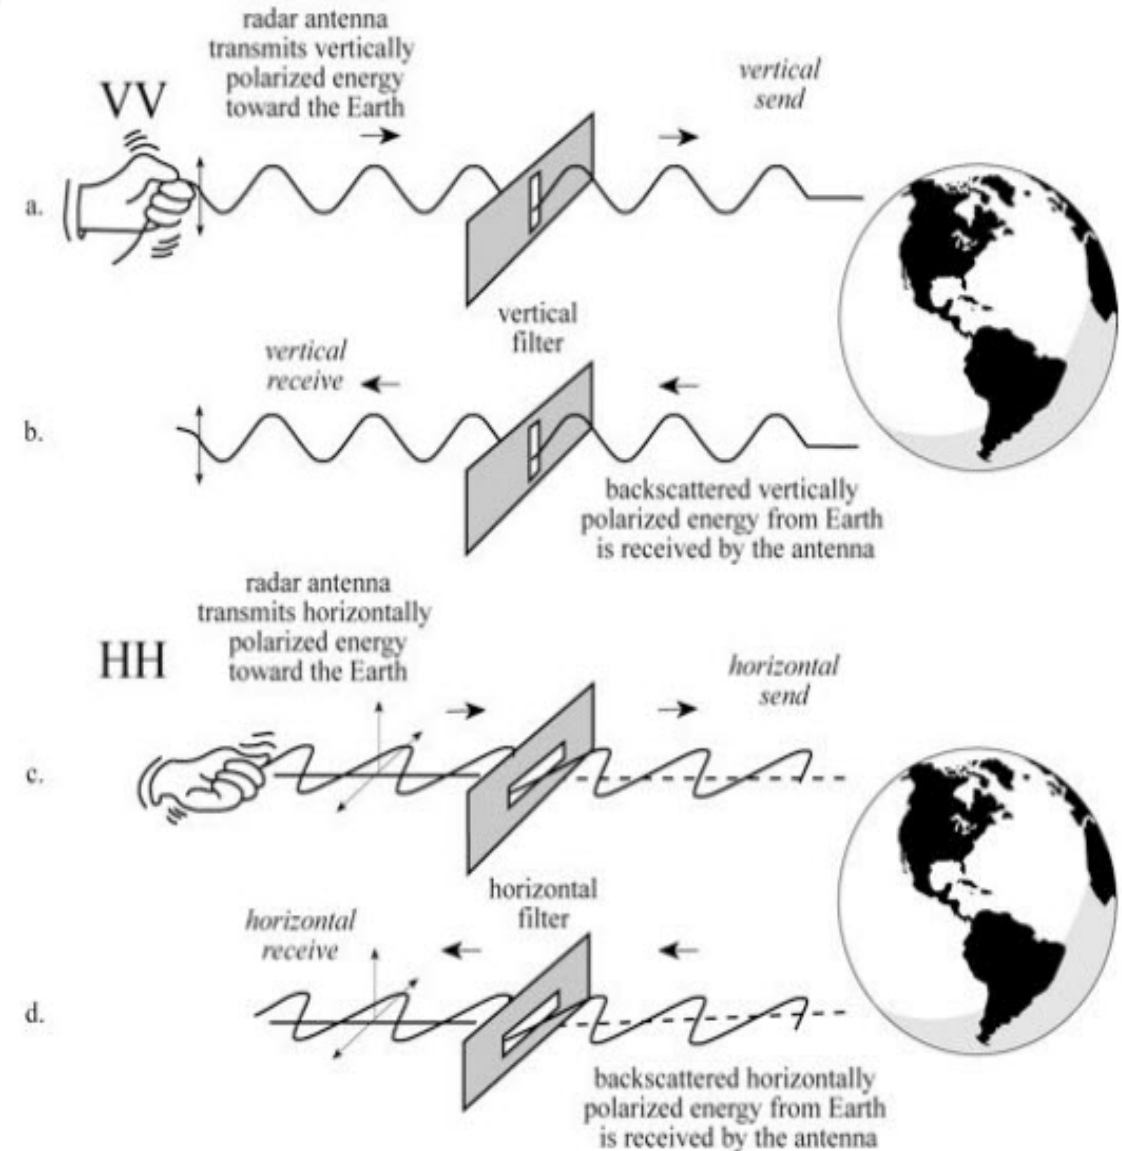 radar antenna
transmits vertically
polarized energy
toward the Earth
VV
vertical
send
a.
vertical
filter
vertical
receive
b.
backscattered vertically
polarized energy from Earth
is received by the antenna
radar antenna
transmits horizontally
polarized energy
toward the Earth
HH
horizontal
send
c.
horizontal
filter
horizontal
receive
d.
backscattered horizontally
polarized energy from Earth
is received by the antenna